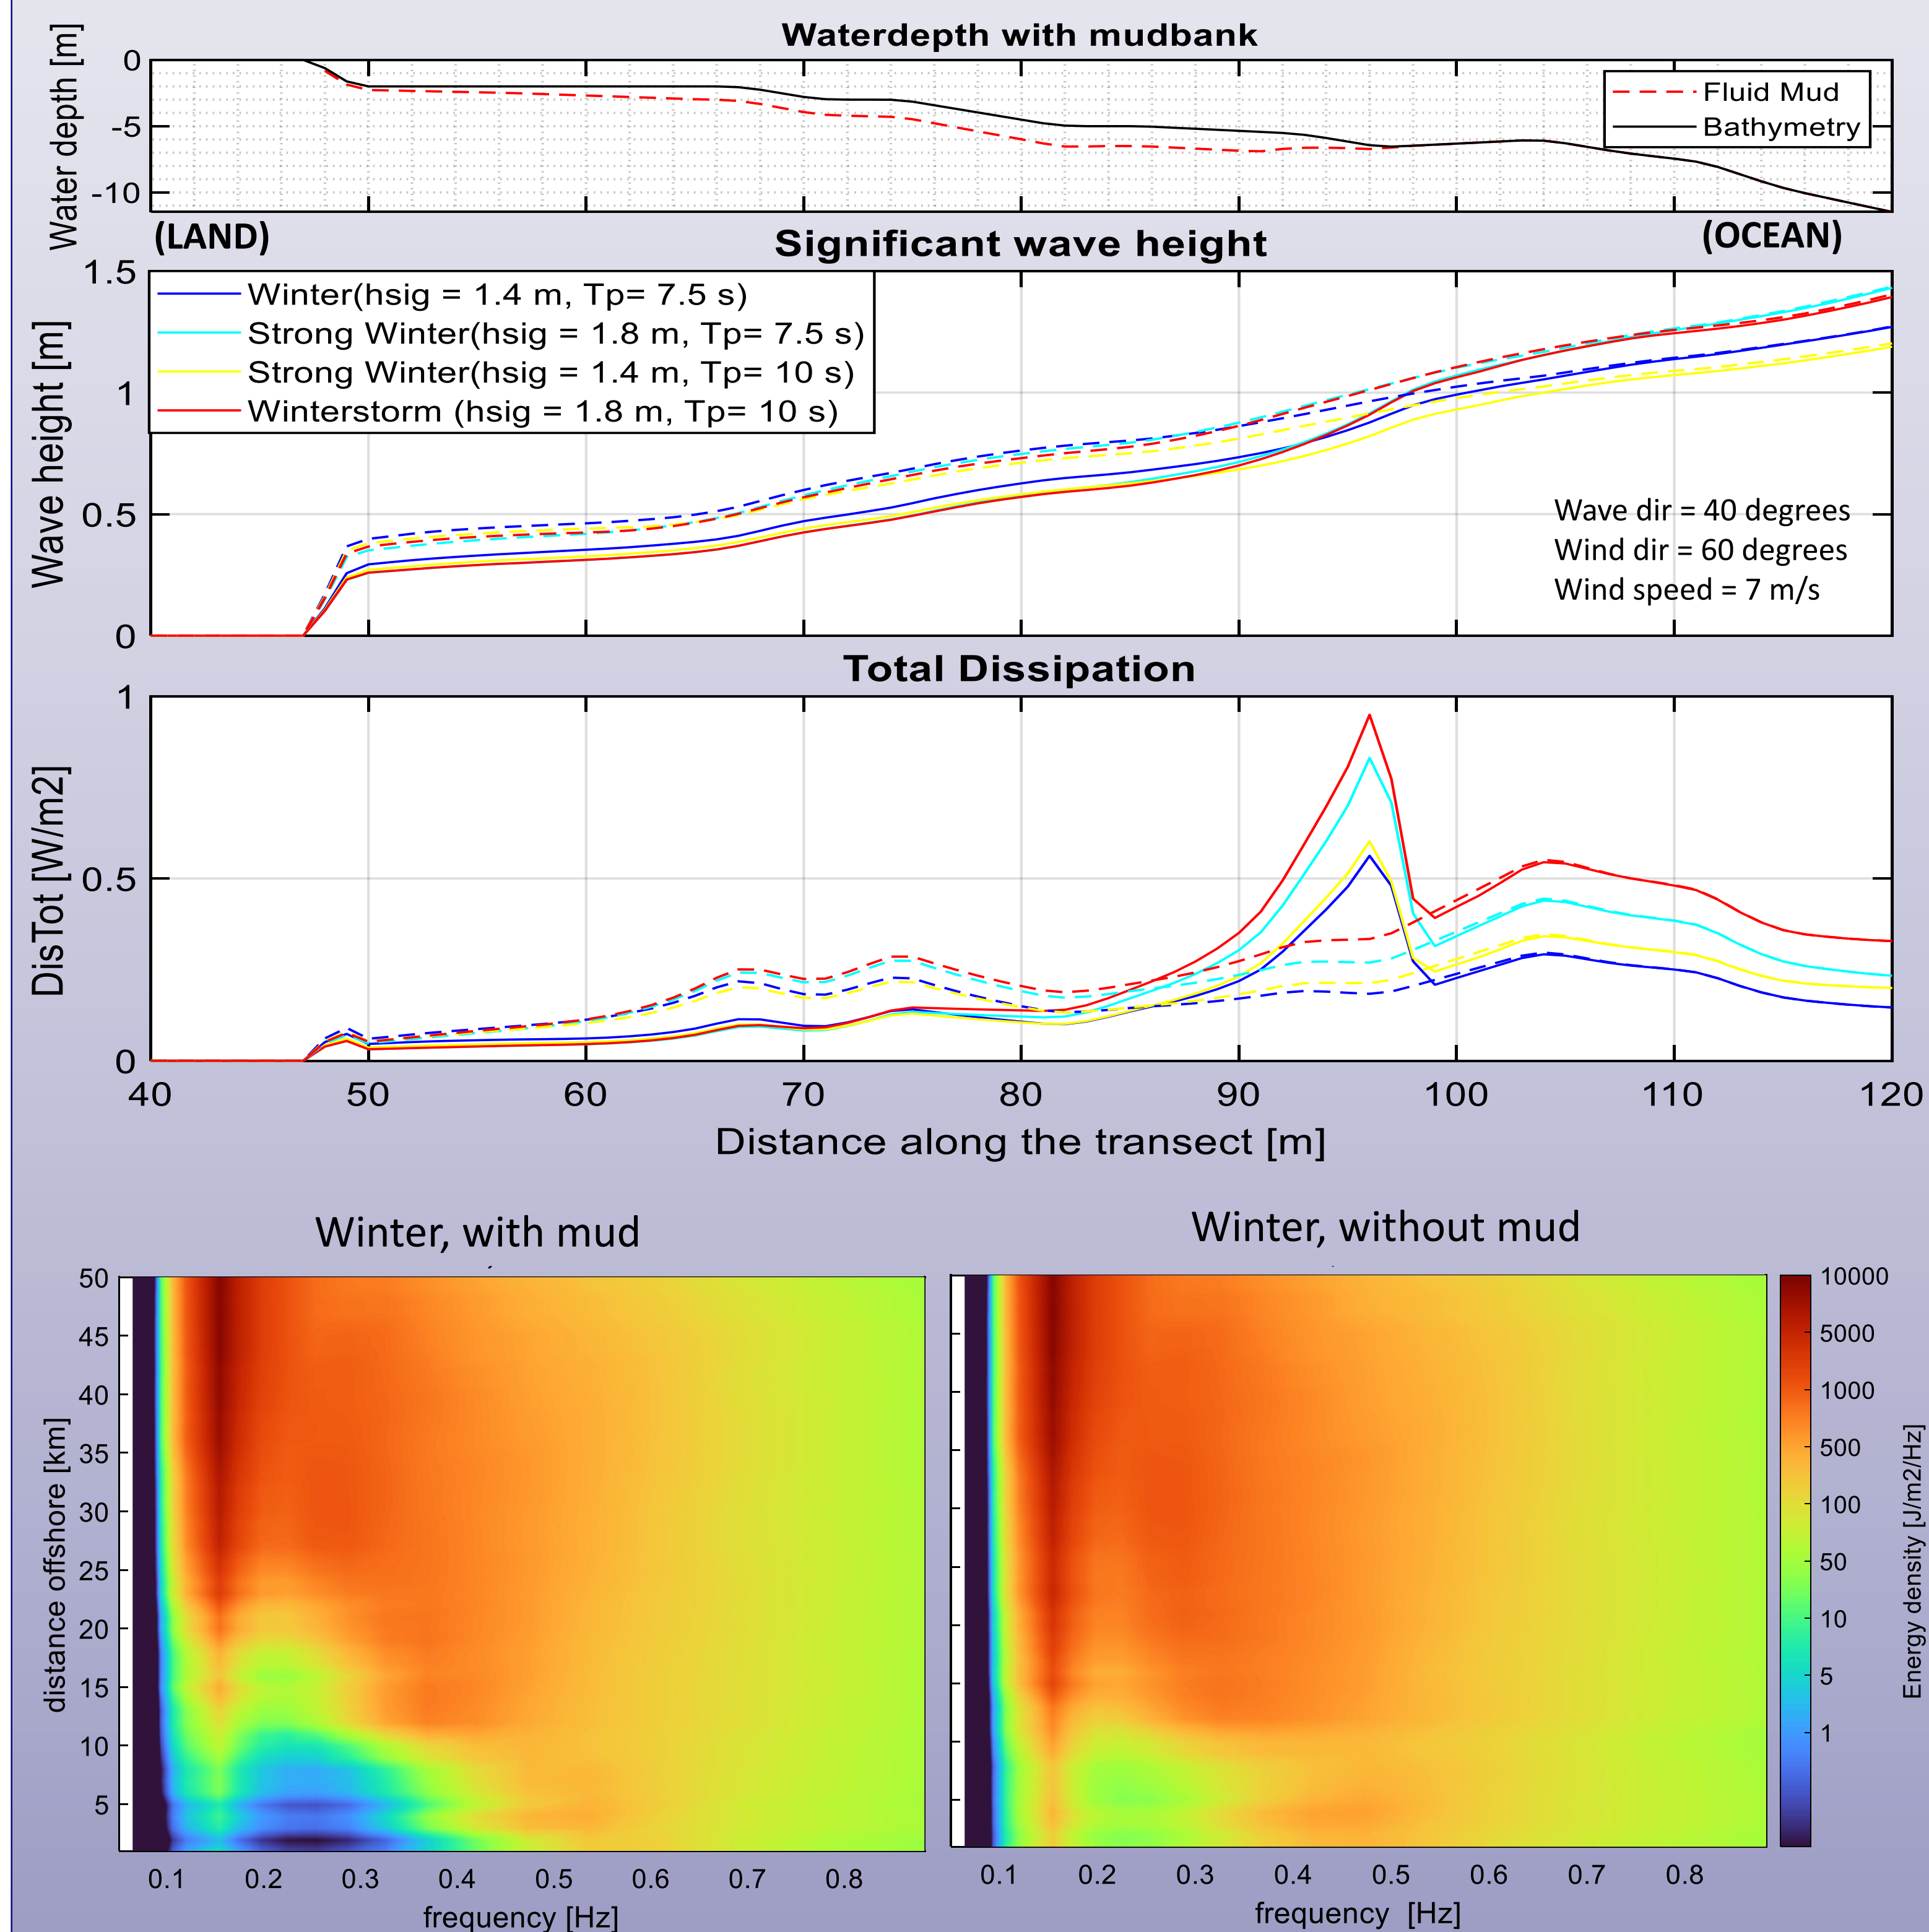 Waterdepth with mudbank
Water depth [m]
0
-5
-10
Fluid Mud
Bathymetry
(LAND)
(OCEAN)
Significant wave height
Wave height [m]
1.5
1
0.5
0
Winter(hsig = 1.4 m, Tp= 7.5 s)
Strong Winter(hsig = 1.8 m, Tp= 7.5 s)
Strong Winter(hsig = 1.4 m, Tp= 10 s)
Winterstorm (hsig = 1.8 m, Tp= 10 s)
Wave dir = 40 degrees
Wind dir = 60 degrees
Wind speed = 7 m/s
Total Dissipation
DisTot [W/m2]
1
0.5
0
40 50 60 70 80 90 100 110 120
Distance along the transect [m]
Winter, with mud
distance offshore [km]
50
45
40
35
30
25
20
15
10
5
0.1 0.2 0.3 0.4 0.5 0.6 0.7 0.8
frequency [Hz]
Winter, without mud
0.1 0.2 0.3 0.4 0.5 0.6 0.7 0.8
frequency [Hz]
10000
5000
1000
500
100
50
10
5
1
Energy density [J/m2/Hz]